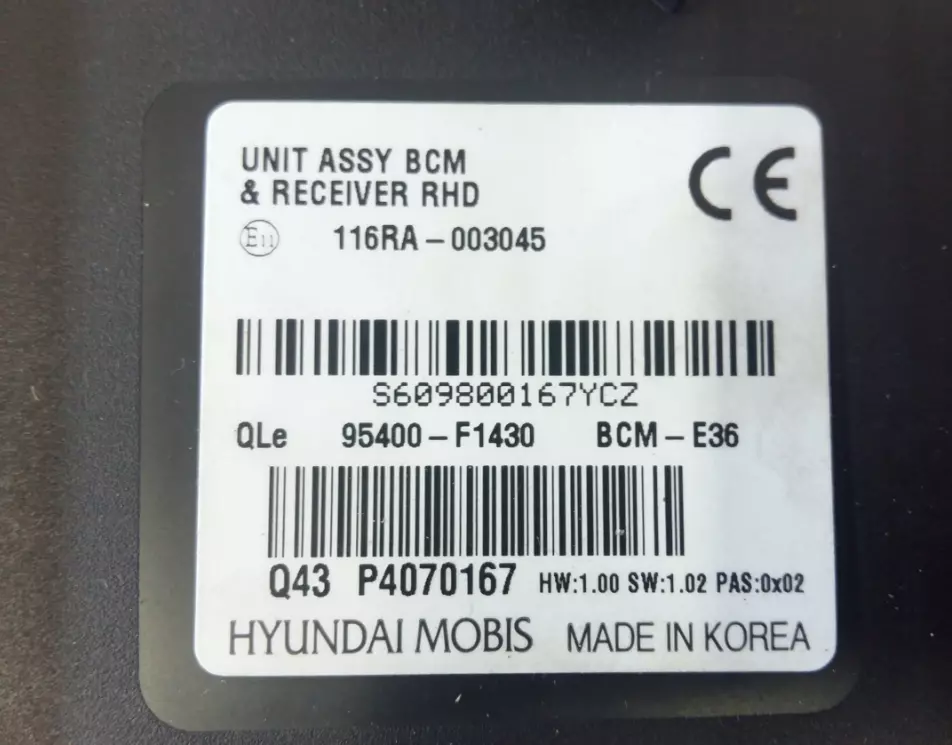 UNIT ASSY BCM
& RECEIVER RHD
CE
E11 116RA-003045
S609800167YCZ
QLe 95400-F1430 BCM-E36
Q43 P4070167 HW:1.00 SW:1.02 PAS:0x02
HYUNDAI MOBIS MADE IN KOREA